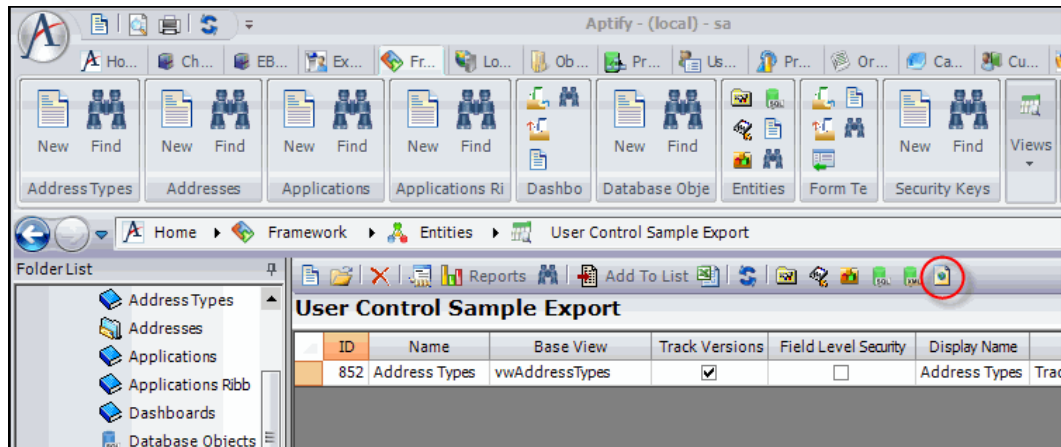 Aptify - (local) - sa
Ho... Ch... EB... Ex... Fr... Lo... Ob... Pr... Us... Pr... Or... Ca... Cu...
New Find New Find New Find New Find New Find New Find Views
Address Types Addresses Applications Applications Ri Dashbo Database Obje Entities Form Te Security Keys
Home Framework Entities User Control Sample Export
Folder List
Reports Add To List
User Control Sample Export
ID Name Base View Track Versions Field Level Security Display Name
852 Address Types vwAddressTypes Address Types Trac
Address Types
Addresses
Applications
Applications Ribb
Dashboards
Database Objects